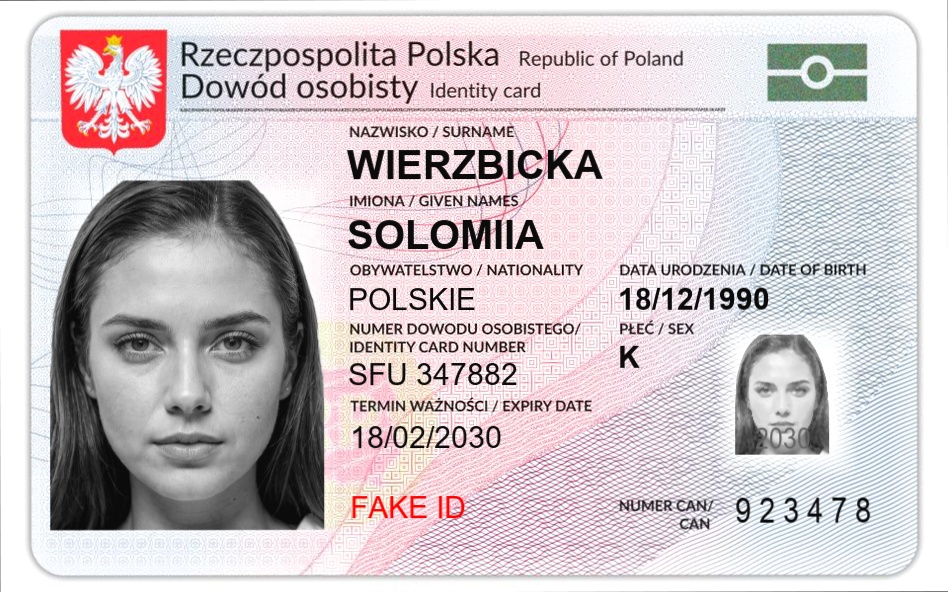 Rzeczpospolita Polska Republic of Poland
Dowód osobisty Identity card
NAZWISKO / SURNAME
WIERZBICKA
IMIONA / GIVEN NAMES
SOLOMIIA
OBYWATELSTWO / NATIONALITY
POLSKIE
DATA URODZENIA / DATE OF BIRTH
18/12/1990
NUMER DOWODU OSOBISTEGO/
IDENTITY CARD NUMBER
SFU 347882
PŁEĆ / SEX
K
TERMIN WAŻNOŚCI / EXPIRY DATE
18/02/2030
2030
FAKE ID
NUMER CAN/
CAN
923478